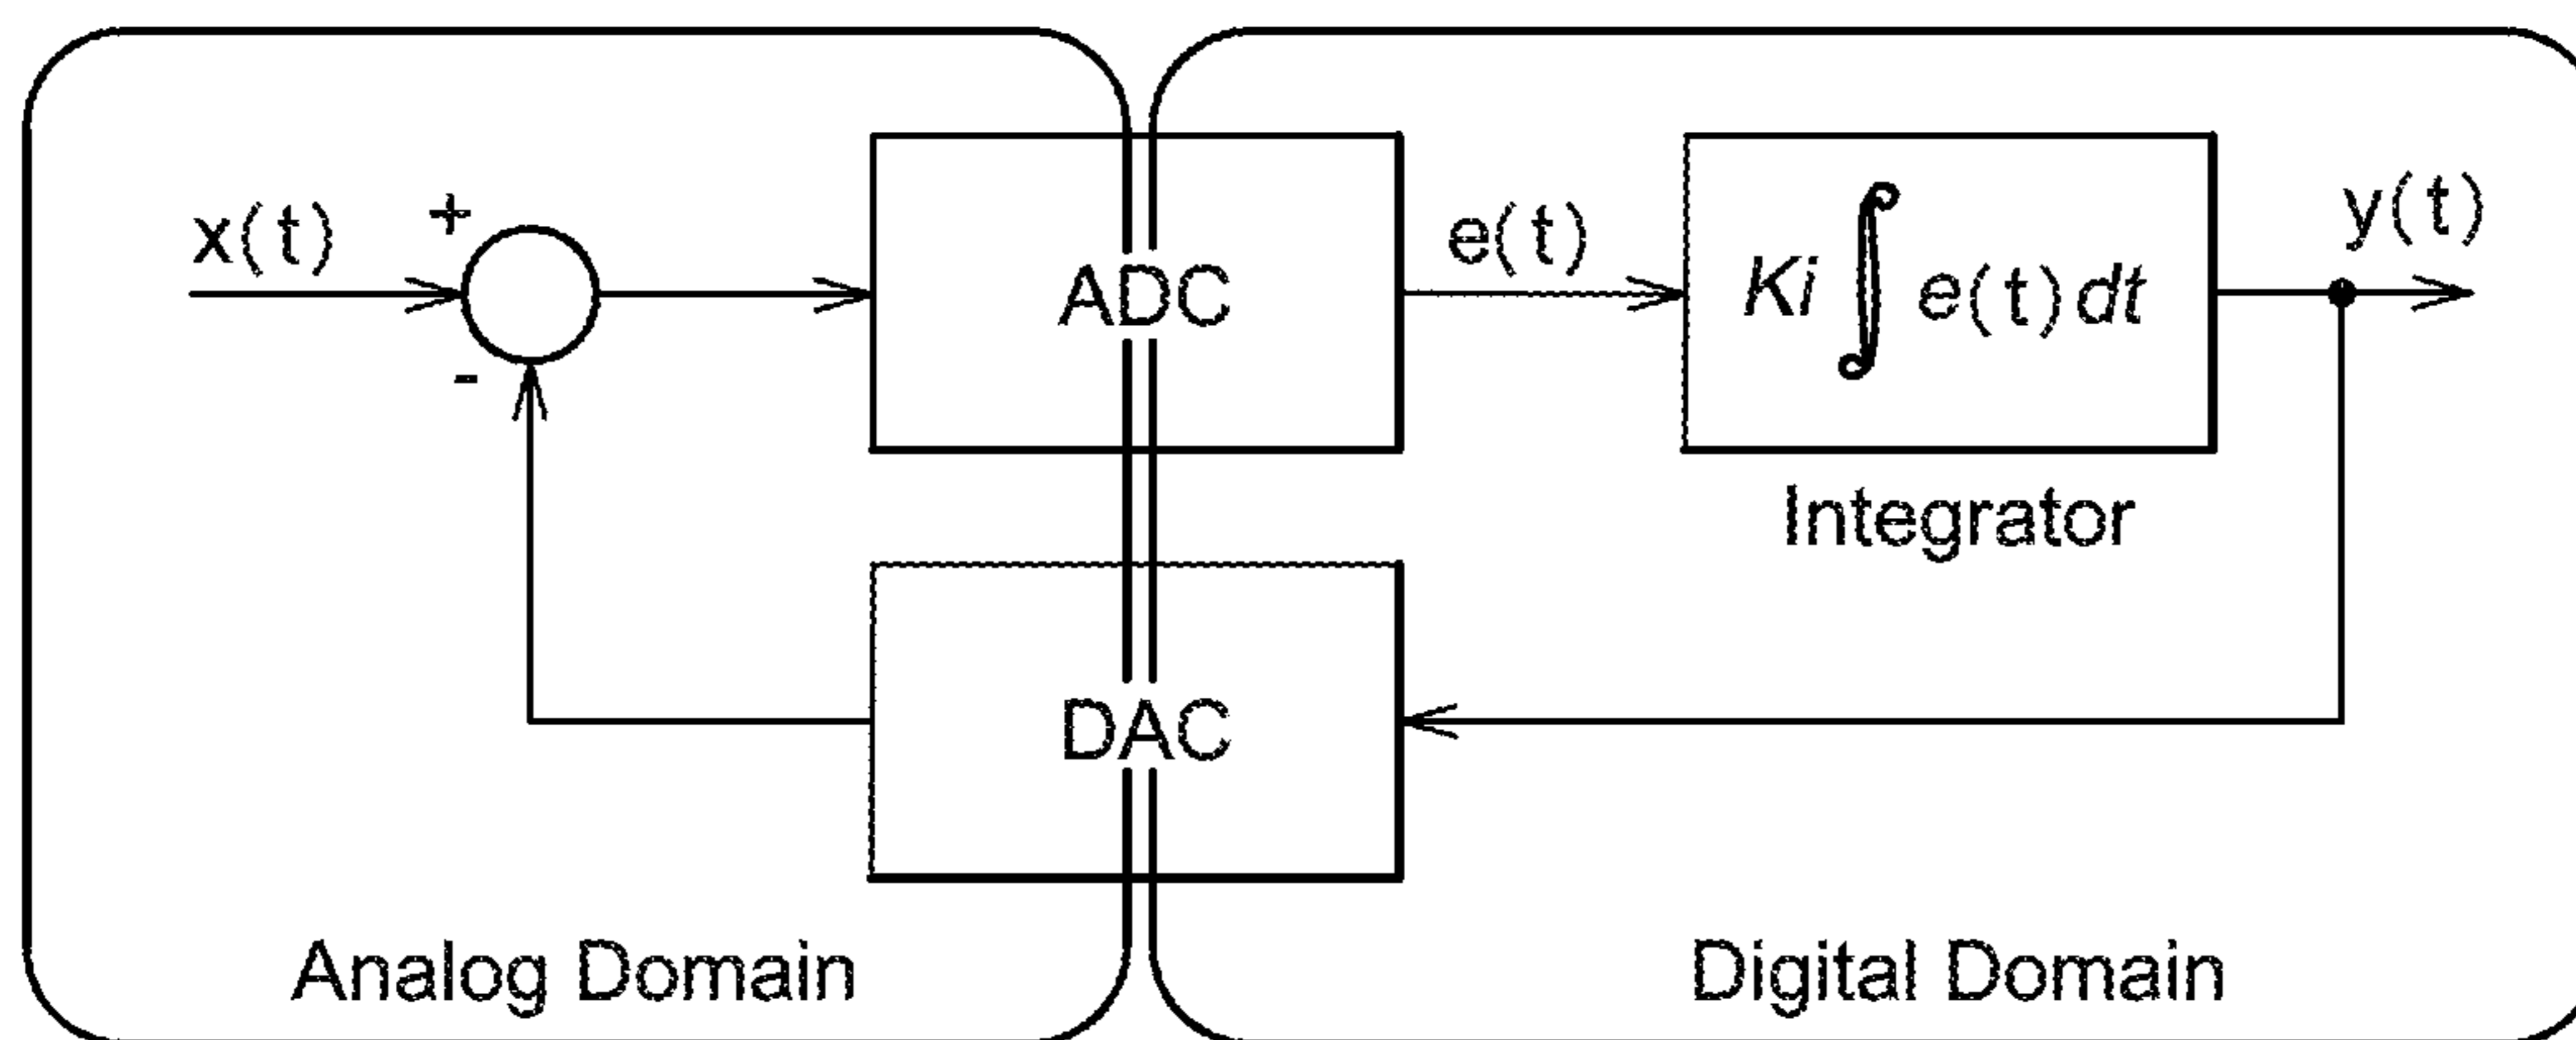 x(t)
+
-
ADC
e(t)
Ki ∫ e(t) dt
y(t)
Integrator
DAC
Analog Domain
Digital Domain